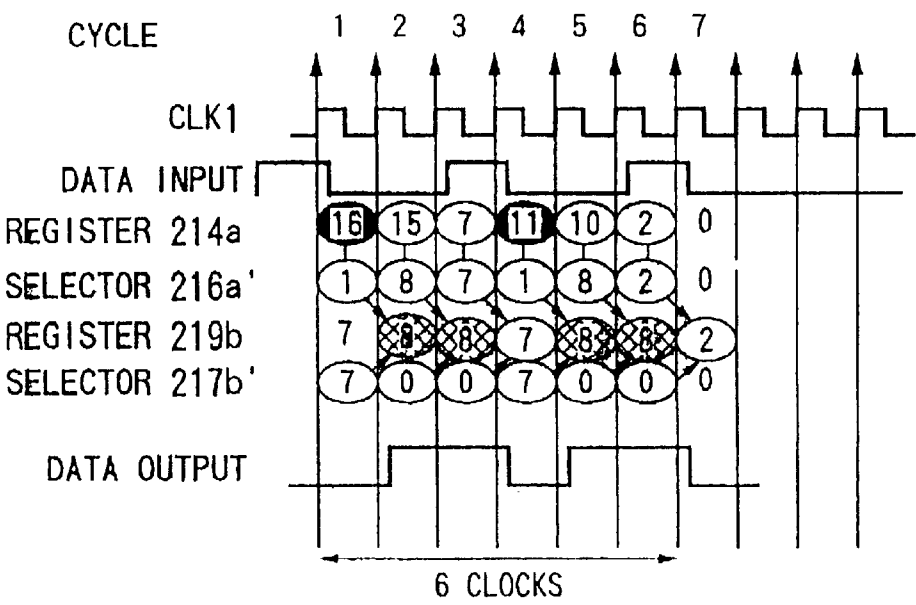 CYCLE 1 2 3 4 5 6 7
CLK1
DATA INPUT
REGISTER 214a 16 15 7 11 10 2 0
SELECTOR 216a' 1 8 7 1 8 2 0
REGISTER 219b 7 8 8 7 8 8 2
SELECTOR 217b' 7 0 0 7 0 0 0
DATA OUTPUT
6 CLOCKS